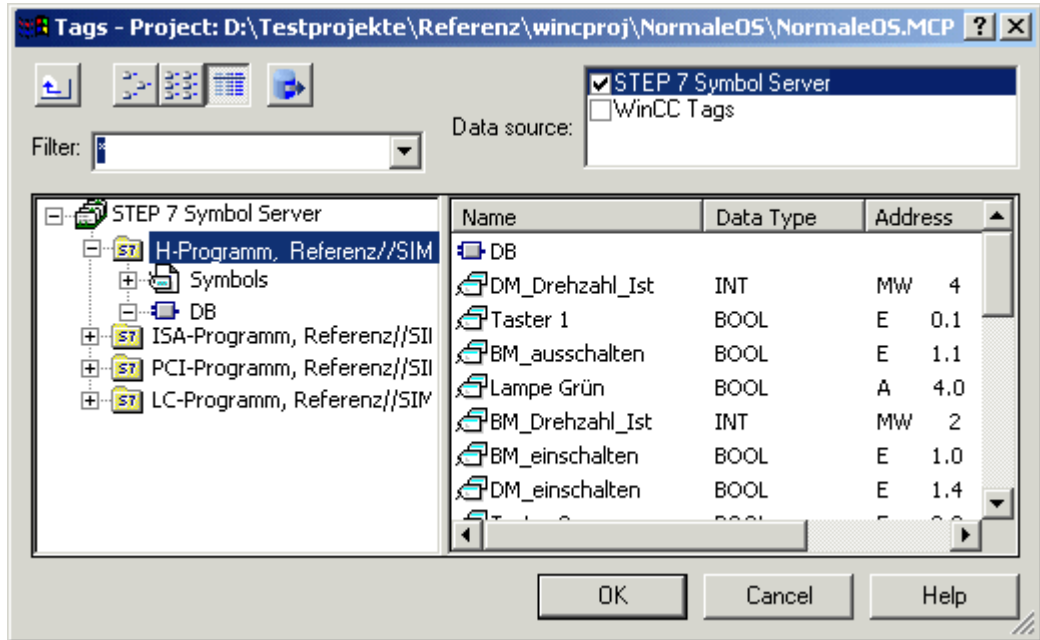 Tags - Project: D:\Testprojekte\Referenz\wincproj\NormaleOS\NormaleOS.MCP
Filter: *
Data source:
STEP 7 Symbol Server
WinCC Tags
STEP 7 Symbol Server
H-Programm, Referenz//SIM
Symbols
DB
ISA-Programm, Referenz//SII
PCI-Programm, Referenz//SII
LC-Programm, Referenz//SIM
Name Data Type Address
DB
DM_Drehzahl_Ist INT MW 4
Taster 1 BOOL E 0.1
BM_ausschalten BOOL E 1.1
Lampe Grün BOOL A 4.0
BM_Drehzahl_Ist INT MW 2
BM_einschalten BOOL E 1.0
DM_einschalten BOOL E 1.4
OK Cancel Help